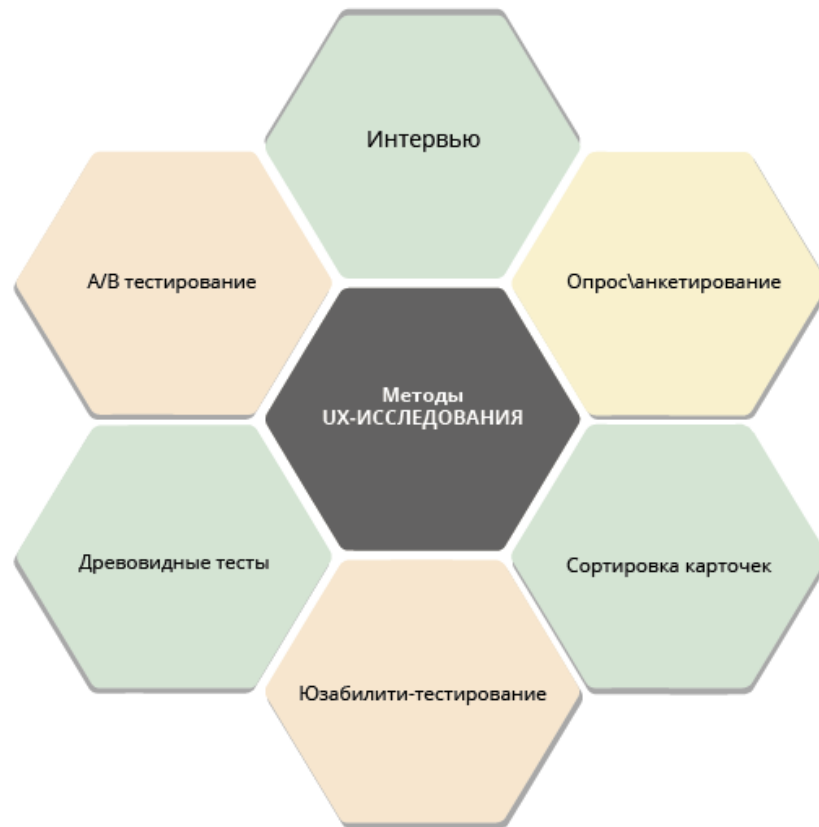 Интервью
A/B тестирование
Опрос\анкетирование
Методы
UX-ИССЛЕДОВАНИЯ
Древовидные тесты
Сортировка карточек
Юзабилити-тестирование